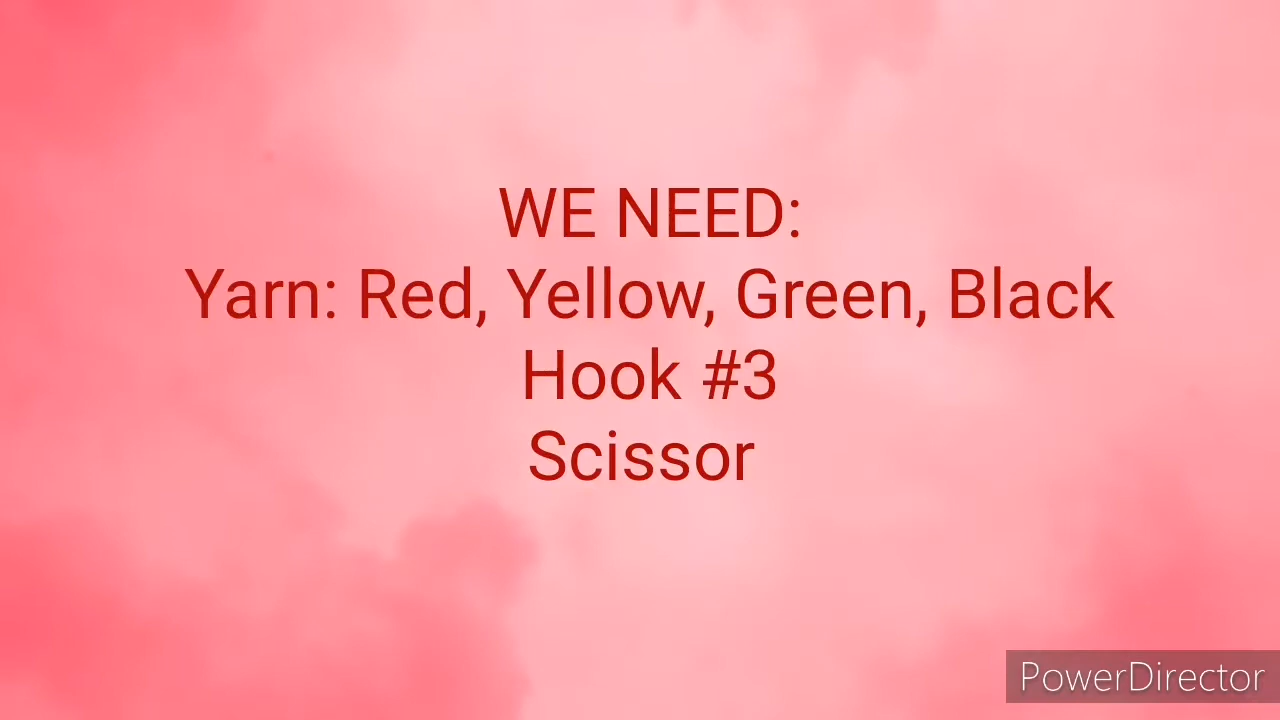 WE NEED:
Yarn: Red, Yellow, Green, Black
Hook #3
Scissor
PowerDirector